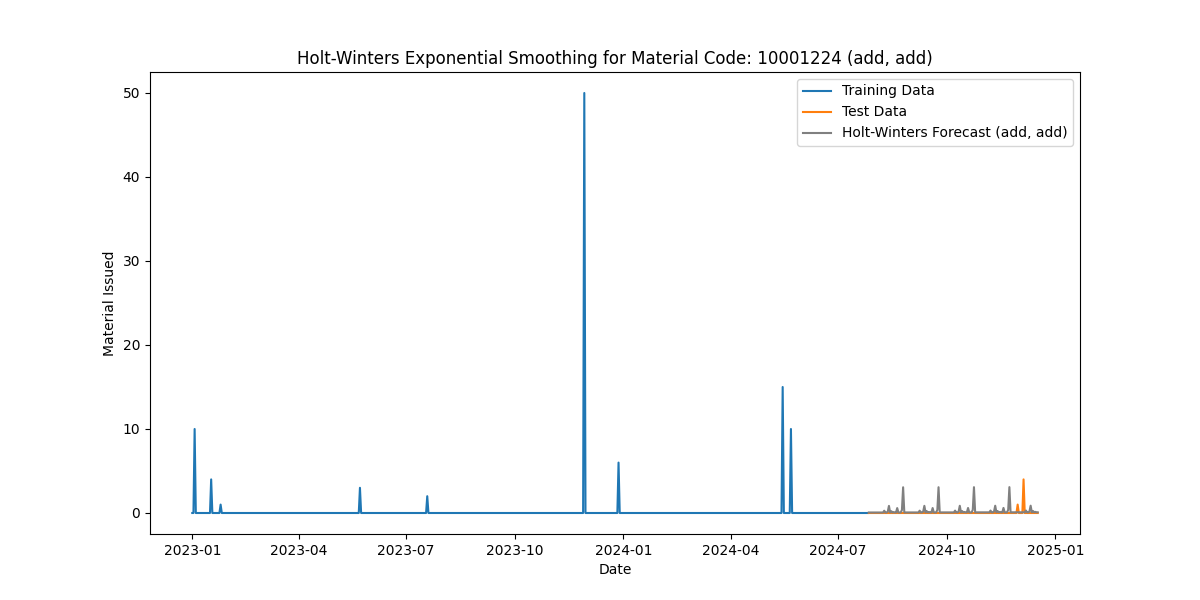 Holt-Winters Exponential Smoothing for Material Code: 10001224 (add, add)
Training Data
Test Data
Holt-Winters Forecast (add, add)
50
40
30
20
10
0
Material Issued
2023-01 2023-04 2023-07 2023-10 2024-01 2024-04 2024-07 2024-10 2025-01
Date